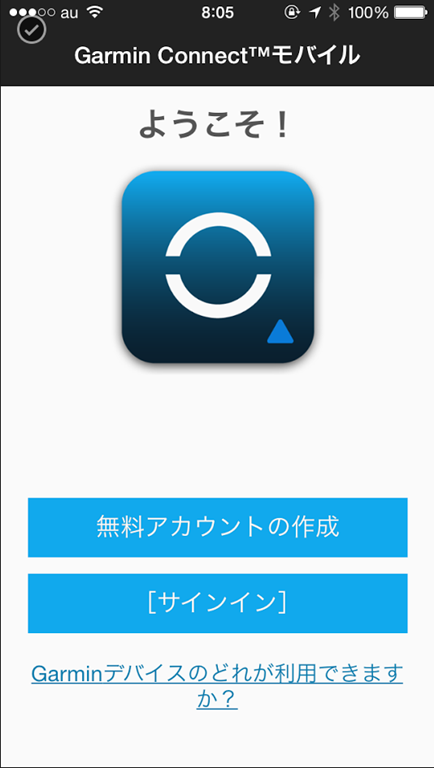 au 8:05 100%
Garmin Connect™モバイル
ようこそ！
無料アカウントの作成
［サインイン］
Garminデバイスのどれが利用できます
か？